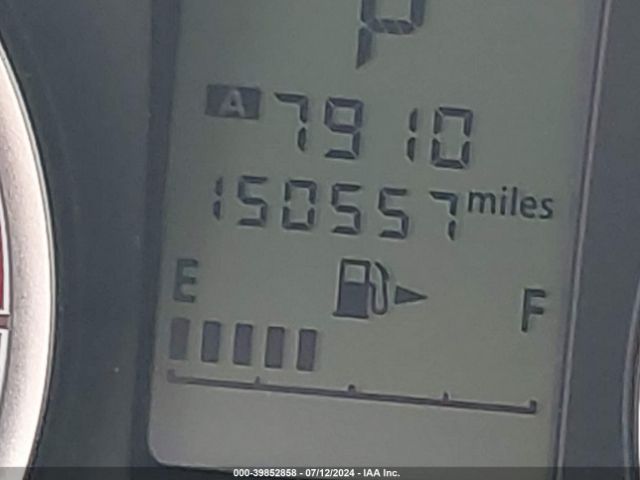 P
A 7910
150557 miles
E F
000-39852858 - 07/12/2024 - IAA Inc.